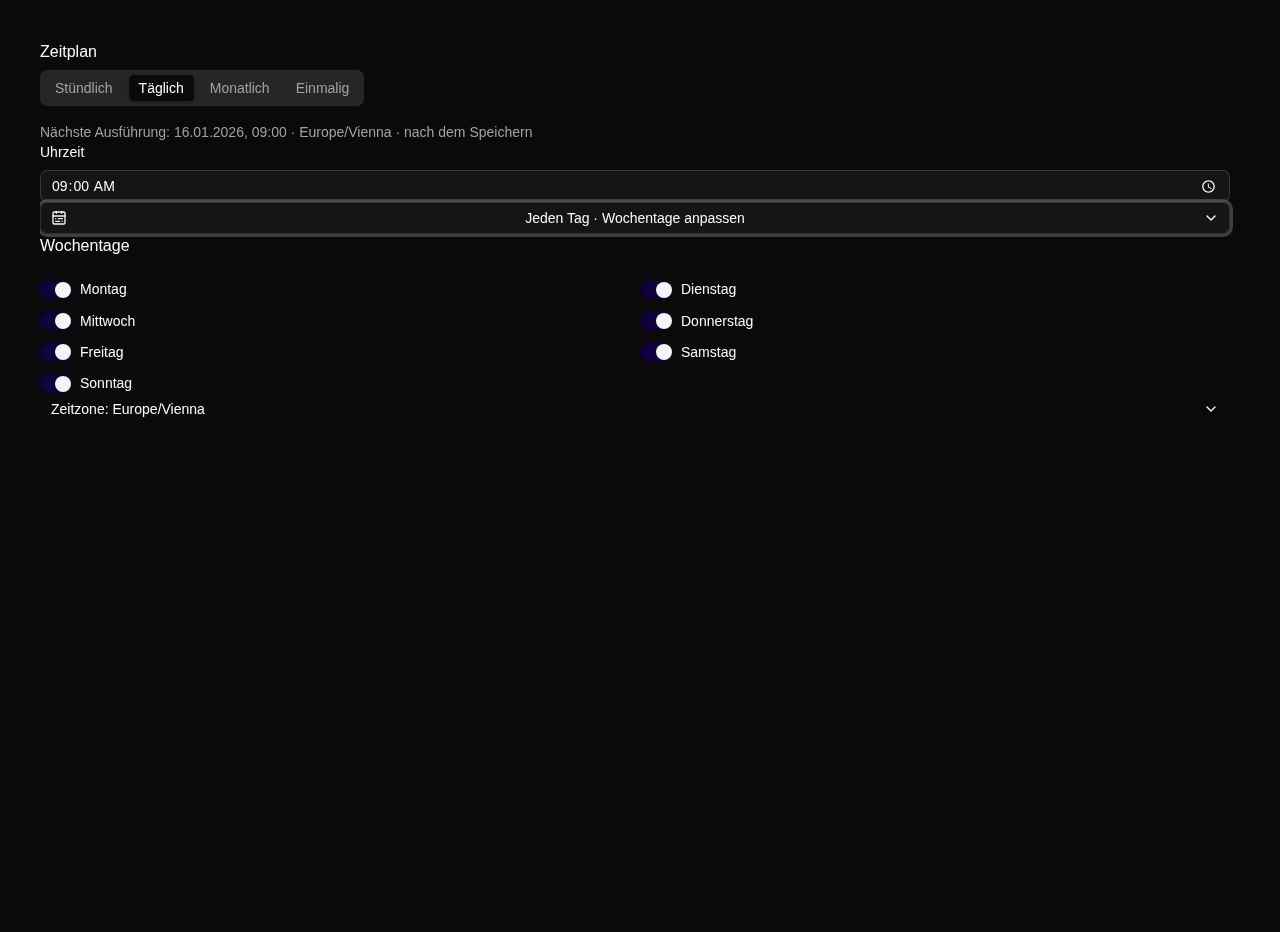 Zeitplan
Stündlich Täglich Monatlich Einmalig
Nächste Ausführung: 16.01.2026, 09:00 · Europe/Vienna · nach dem Speichern
Uhrzeit
09:00 AM
Jeden Tag · Wochentage anpassen
Wochentage
Montag Dienstag
Mittwoch Donnerstag
Freitag Samstag
Sonntag
Zeitzone: Europe/Vienna